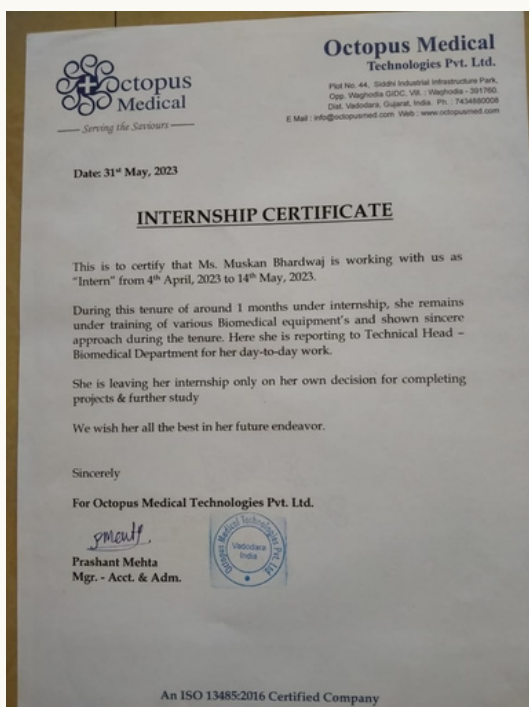 Octopus
Medical
Serving the Saviours
Octopus Medical
Technologies Pvt. Ltd.
Plot No. 44, Siddhi Industrial Infrastructure Park,
Opp. Waghodia GIDC, Vill. : Waghodia - 391760.
Dist. Vadodara, Gujarat, India. Ph. : 7434860008
E Mail : info@octopusmed.com Web : www.octopusmed.com
Date: 31st May, 2023
INTERNSHIP CERTIFICATE
This is to certify that Ms. Muskan Bhardwaj is working with us as
"Intern" from 4th April, 2023 to 14th May, 2023.
During this tenure of around 1 months under internship, she remains
under training of various Biomedical equipment's and shown sincere
approach during the tenure. Here she is reporting to Technical Head –
Biomedical Department for her day-to-day work.
She is leaving her internship only on her own decision for completing
projects & further study
We wish her all the best in her future endeavor.
Sincerely
For Octopus Medical Technologies Pvt. Ltd.
Octopus Medical Technologies Pvt. Ltd
Vadodara
India
Prashant Mehta
Mgr. - Acct. & Adm.
An ISO 13485:2016 Certified Company